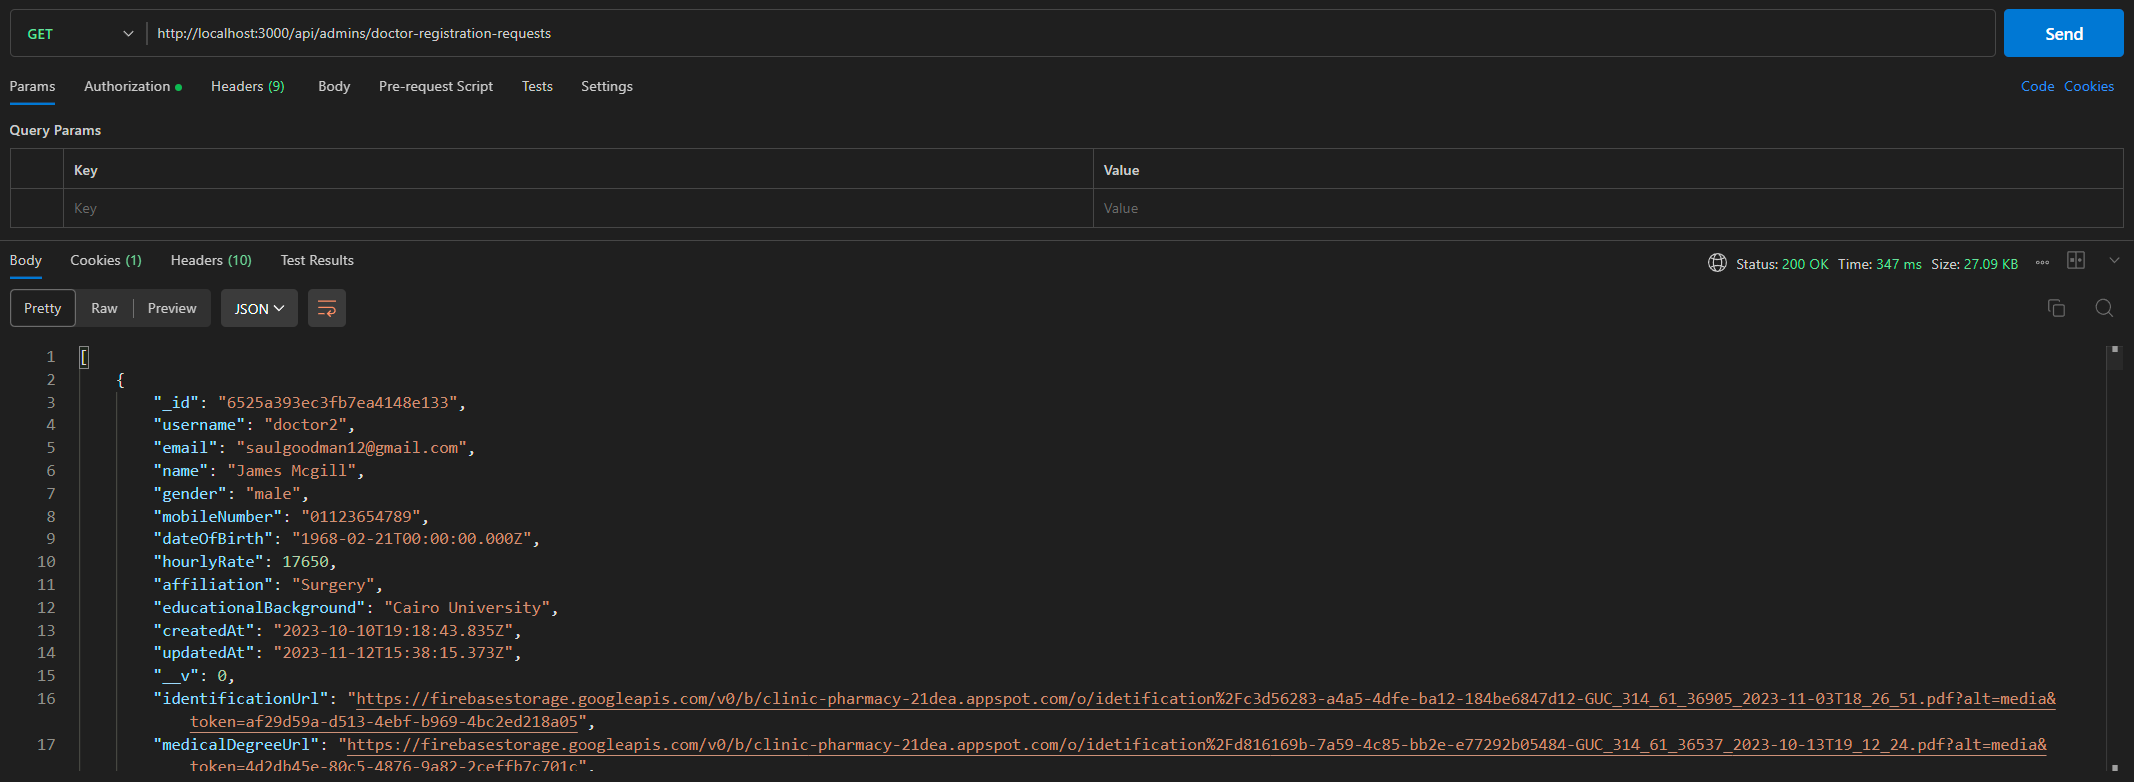 GET http://localhost:3000/api/admins/doctor-registration-requests Send
Params Authorization Headers (9) Body Pre-request Script Tests Settings Code Cookies
Query Params
Key Value
Key Value
Body Cookies (1) Headers (10) Test Results Status: 200 OK Time: 347 ms Size: 27.09 KB
Pretty Raw Preview JSON
1 [
2 {
3 "_id": "6525a393ec3fb7ea4148e133",
4 "username": "doctor2",
5 "email": "saulgoodman12@gmail.com",
6 "name": "James Mcgill",
7 "gender": "male",
8 "mobileNumber": "01123654789",
9 "dateOfBirth": "1968-02-21T00:00:00.000Z",
10 "hourlyRate": 17650,
11 "affiliation": "Surgery",
12 "educationalBackground": "Cairo University",
13 "createdAt": "2023-10-10T19:18:43.835Z",
14 "updatedAt": "2023-11-12T15:38:15.373Z",
15 "__v": 0,
16 "identificationUrl": "https://firebasestorage.googleapis.com/v0/b/clinic-pharmacy-21dea.appspot.com/o/idetification%2Fc3d56283-a4a5-4dfe-ba12-184be6847d12-GUC_314_61_36905_2023-11-03T18_26_51.pdf?alt=media&
token=af29d59a-d513-4ebf-b969-4bc2ed218a05",
17 "medicalDegreeUrl": "https://firebasestorage.googleapis.com/v0/b/clinic-pharmacy-21dea.appspot.com/o/idetification%2Fd816169b-7a59-4c85-bb2e-e77292b05484-GUC_314_61_36537_2023-10-13T19_12_24.pdf?alt=media&
token=4d2db45e-80c5-4876-9a82-2ceffb7c701c",